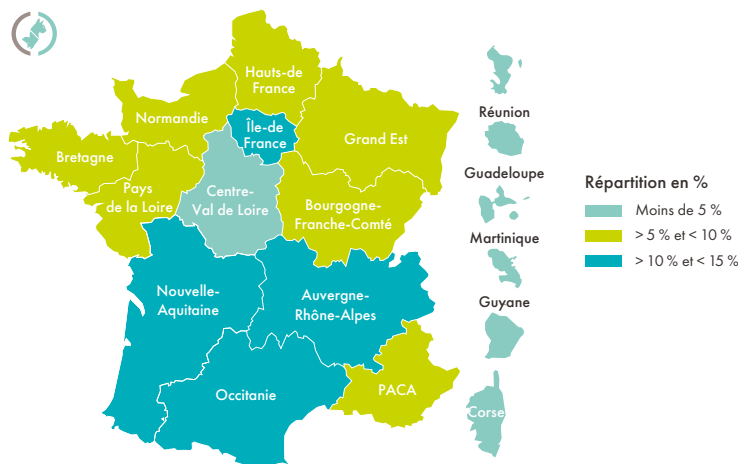 Hauts-de
France
Normandie
Île-de
France
Grand Est
Bretagne
Pays
de la Loire
Centre-
Val de Loire
Bourgogne-
Franche-Comté
Nouvelle-
Aquitaine
Auvergne-
Rhône-Alpes
Occitanie
PACA
Réunion
Guadeloupe
Martinique
Guyane
Corse
Répartition en %
Moins de 5 %
> 5 % et < 10 %
> 10 % et < 15 %